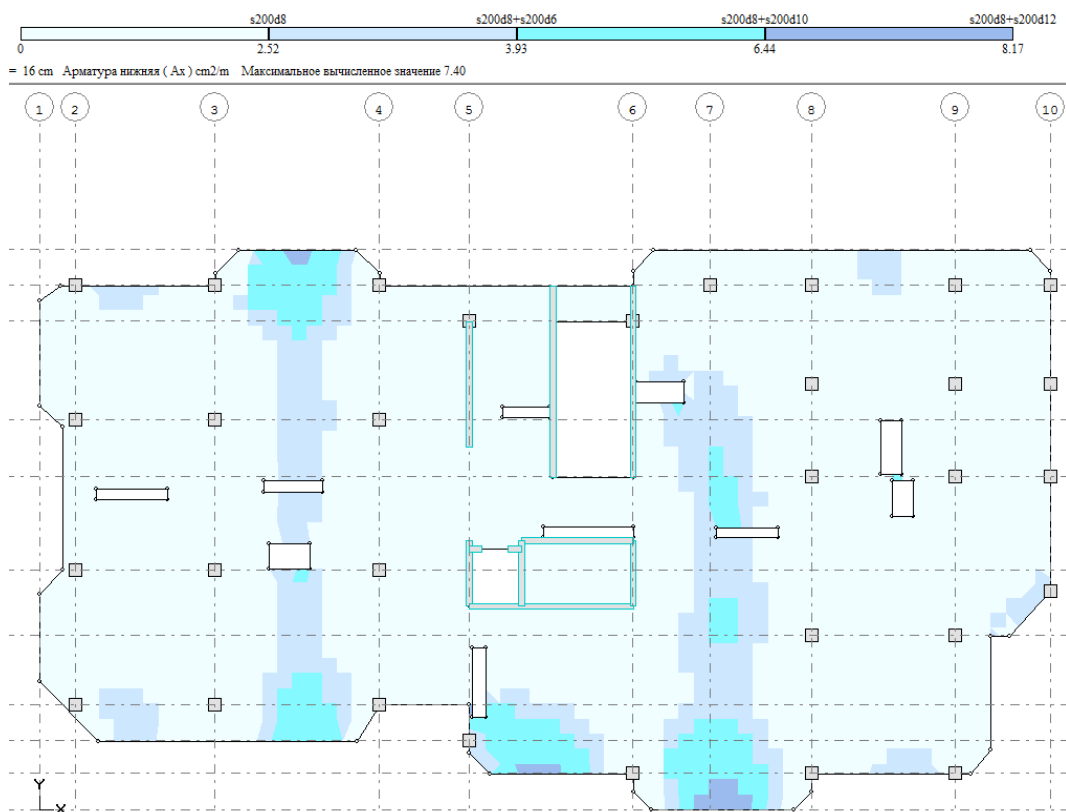 s200d8 s200d8+s200d6 s200d8+s200d10 s200d8+s200d12
0 2.52 3.93 6.44 8.17
= 16 cm Арматура нижняя ( Ax ) cm2/m Максимальное вычисленное значение 7.40
1 2 3 4 5 6 7 8 9 10
Y
X